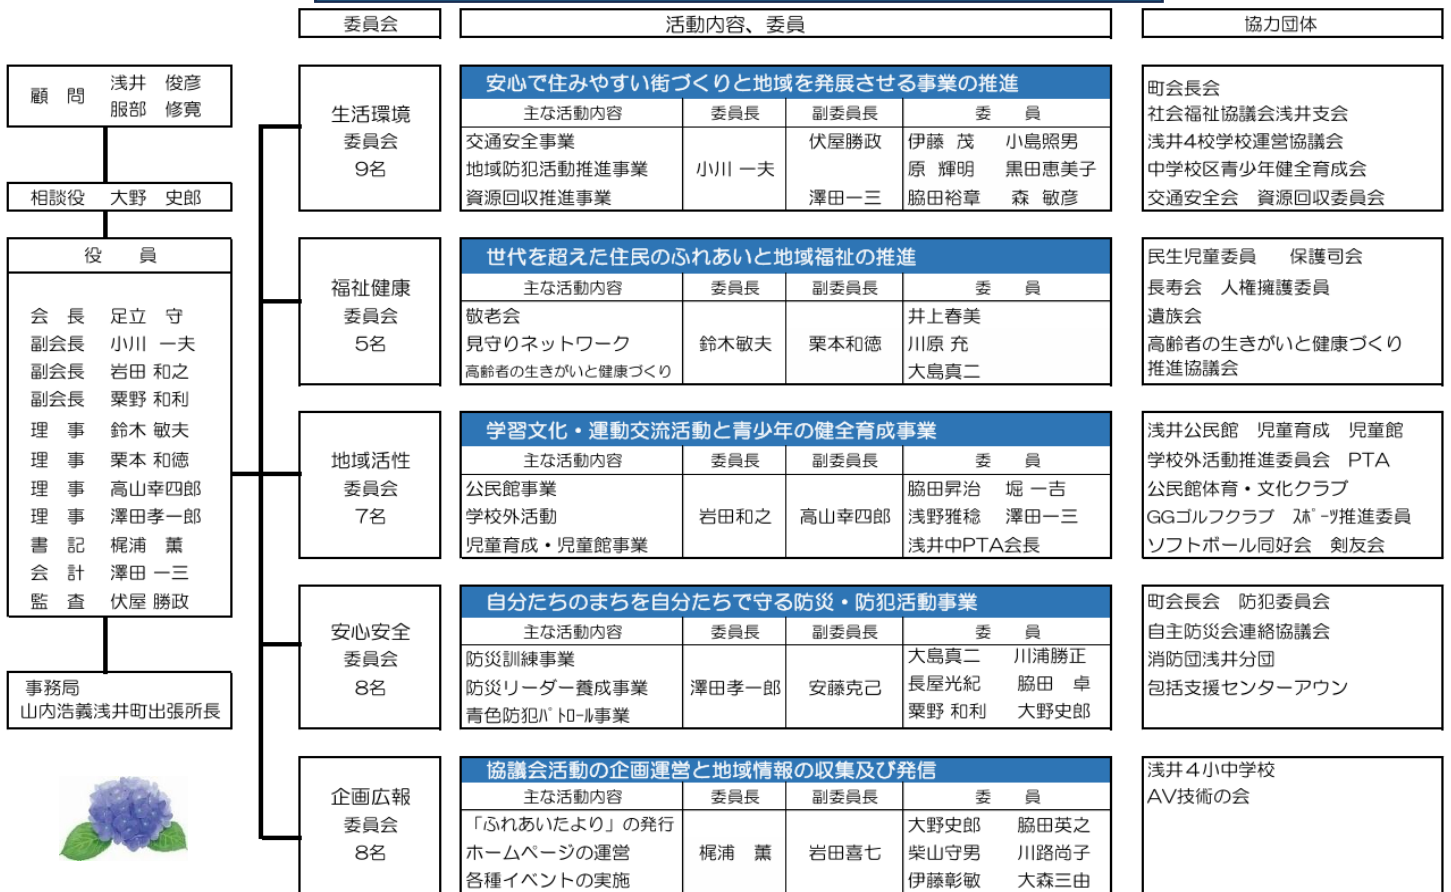 委員会　活動内容、委員　協力団体
顧　問　浅井　俊彦
服部　修寛
相談役　大野　史郎
役　員
会　長　足立　守
副会長　小川　一夫
副会長　岩田 和之
副会長　粟野 和利
理　事　鈴木 敏夫
理　事　栗本 和徳
理　事　高山幸四郎
理　事　澤田孝一郎
書　記　梶浦　薫
会　計　澤田 一三
監　査　伏屋 勝政
事務局
山内浩義浅井町出張所長
生活環境
委員会
9名
安心で住みやすい街づくりと地域を発展させる事業の推進
主な活動内容　委員長　副委員長　委　員
交通安全事業　伏屋勝政　伊藤 茂　小島照男
地域防犯活動推進事業　小川 一夫　原 輝明　黒田恵美子
資源回収推進事業　澤田一三　脇田裕章　森 敏彦
町会長会
社会福祉協議会浅井支会
浅井4校学校運営協議会
中学校区青少年健全育成会
交通安全会　資源回収委員会
福祉健康
委員会
5名
世代を超えた住民のふれあいと地域福祉の推進
主な活動内容　委員長　副委員長　委　員
敬老会　井上春美
見守りネットワーク　鈴木敏夫　栗本和徳　川原 充
高齢者の生きがいと健康づくり　大島真二
民生児童委員　保護司会
長寿会　人権擁護委員
遺族会
高齢者の生きがいと健康づくり
推進協議会
地域活性
委員会
7名
学習文化・運動交流活動と青少年の健全育成事業
主な活動内容　委員長　副委員長　委　員
公民館事業　脇田昇治　堀 一吉
学校外活動　岩田和之　高山幸四郎　浅野雅稔　澤田一三
児童育成・児童館事業　浅井中PTA会長
浅井公民館　児童育成　児童館
学校外活動推進委員会　PTA
公民館体育・文化クラブ
GGゴルフクラブ　ｽﾎﾟｰﾂ推進委員
ソフトボール同好会　剣友会
安心安全
委員会
8名
自分たちのまちを自分たちで守る防災・防犯活動事業
主な活動内容　委員長　副委員長　委　員
防災訓練事業　大島真二　川浦勝正
防災リーダー養成事業　澤田孝一郎　安藤克己　長屋光紀　脇田　卓
青色防犯ﾊﾟﾄﾛｰﾙ事業　粟野 和利　大野史郎
町会長会　防犯委員会
自主防災会連絡協議会
消防団浅井分団
包括支援センターアウン
企画広報
委員会
8名
協議会活動の企画運営と地域情報の収集及び発信
主な活動内容　委員長　副委員長　委　員
「ふれあいたより」の発行　大野史郎　脇田英之
ホームページの運営　梶浦　薫　岩田喜七　柴山守男　川路尚子
各種イベントの実施　伊藤彰敏　大森三由
浅井４小中学校
AV技術の会